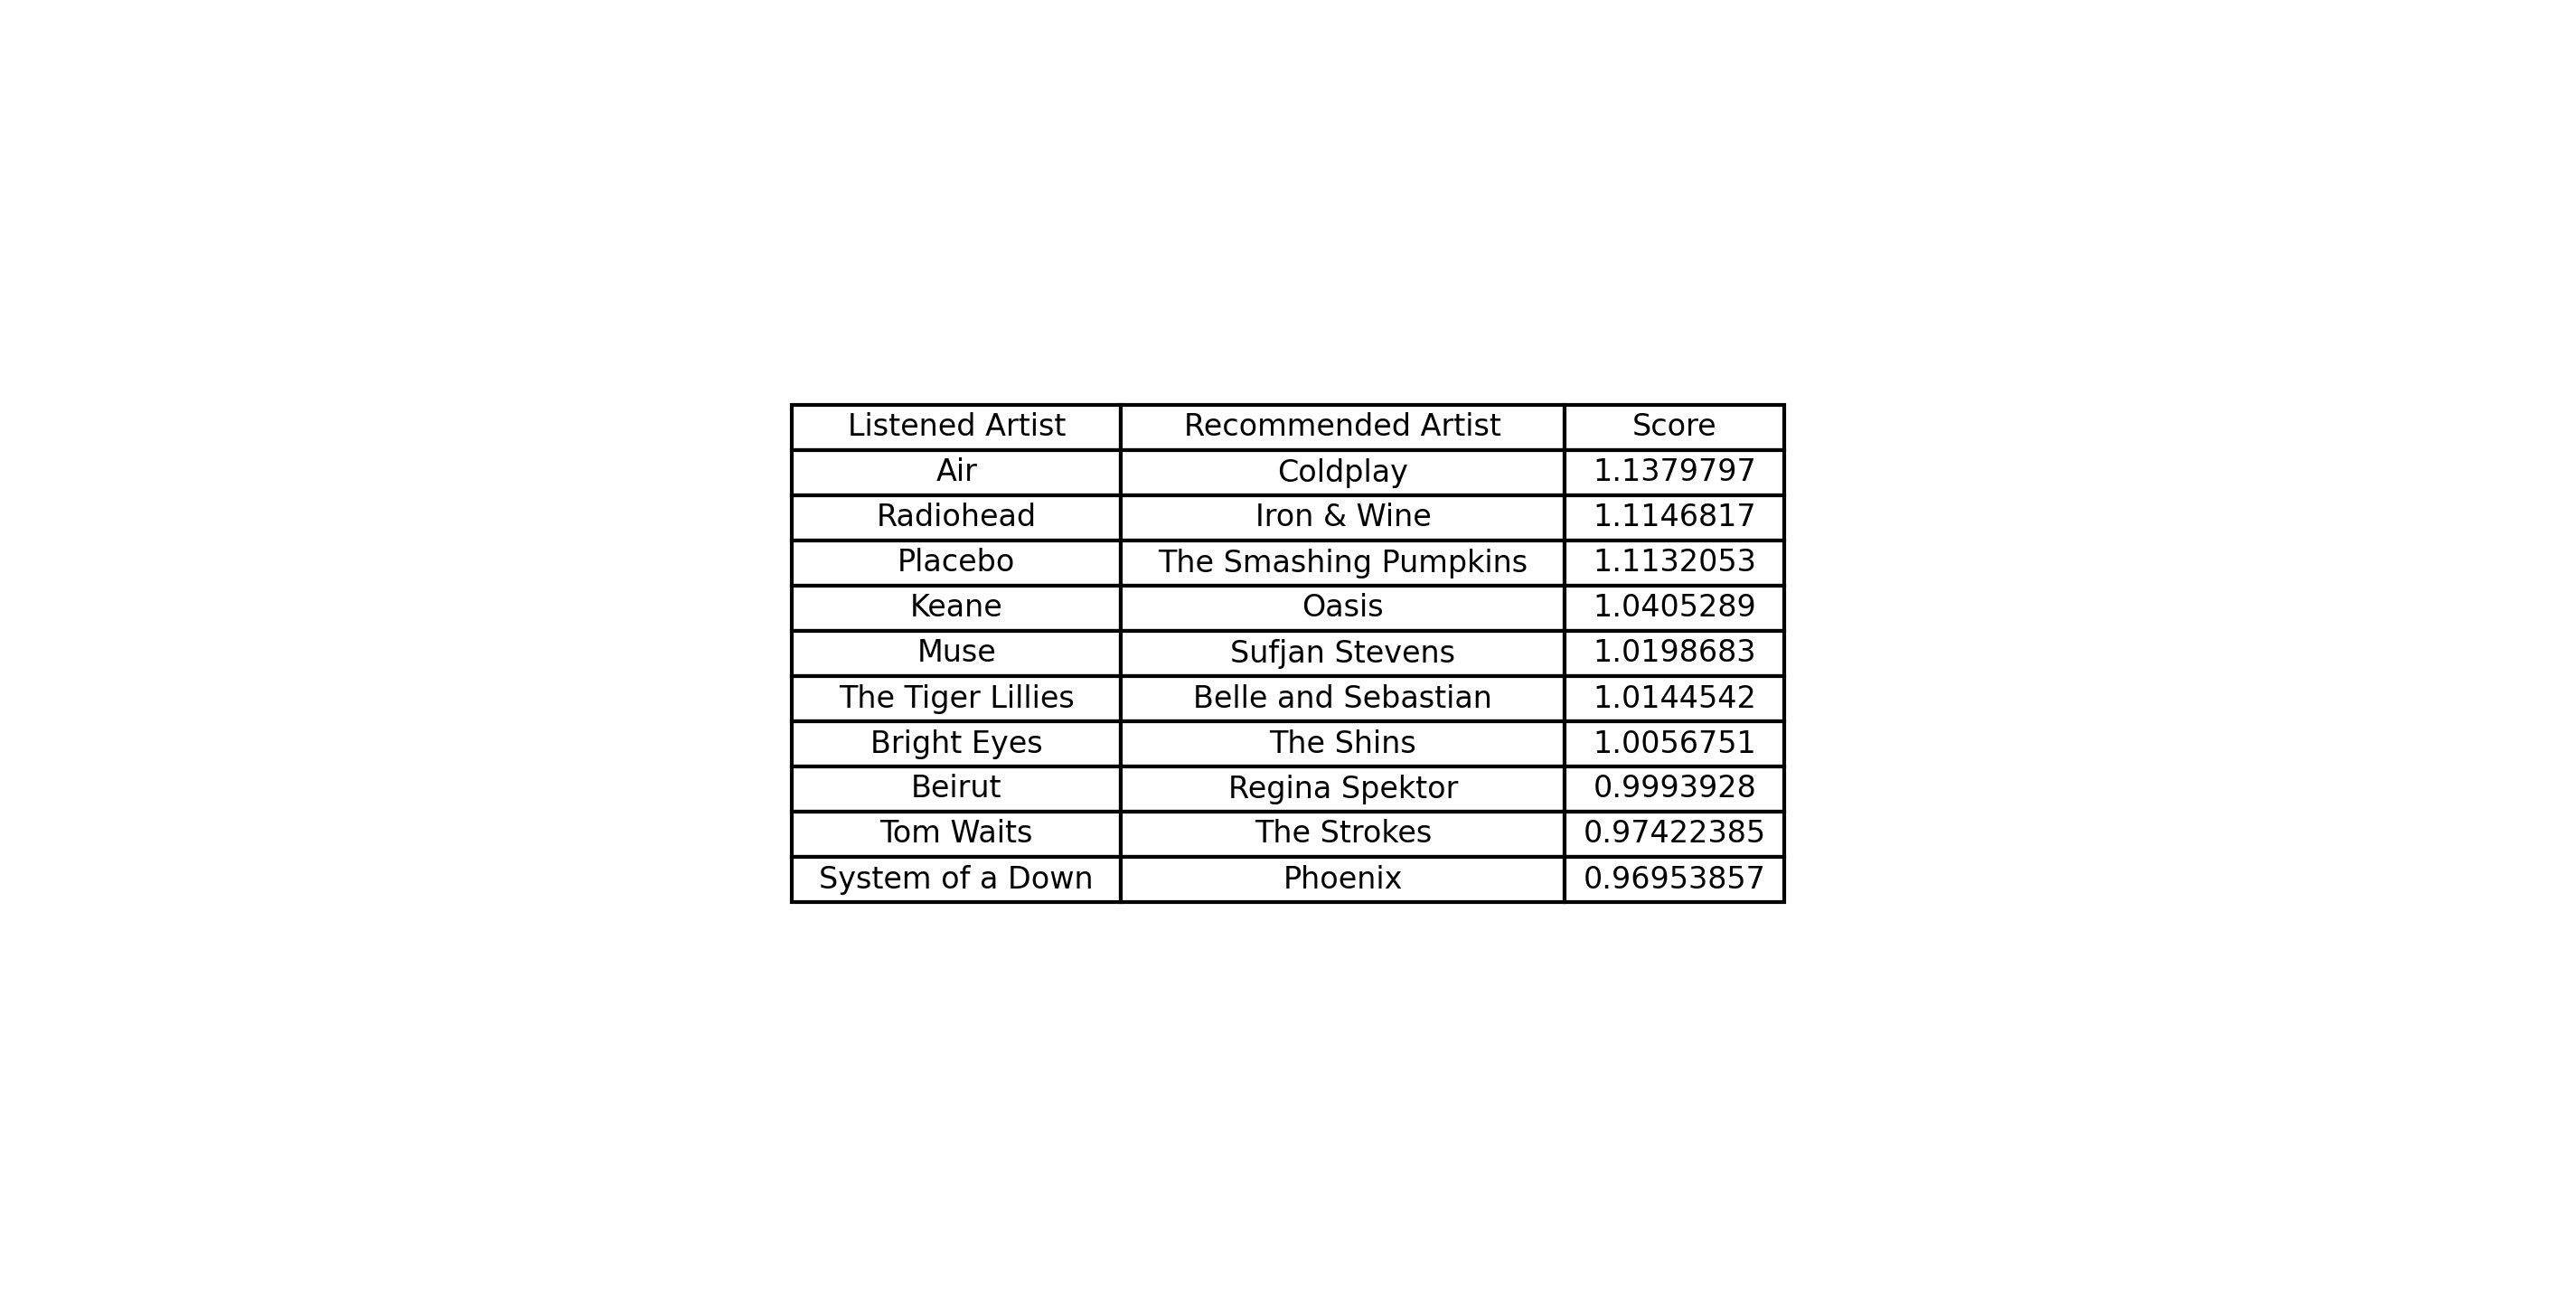 Listened Artist Recommended Artist Score
Air Coldplay 1.1379797
Radiohead Iron & Wine 1.1146817
Placebo The Smashing Pumpkins 1.1132053
Keane Oasis 1.0405289
Muse Sufjan Stevens 1.0198683
The Tiger Lillies Belle and Sebastian 1.0144542
Bright Eyes The Shins 1.0056751
Beirut Regina Spektor 0.9993928
Tom Waits The Strokes 0.97422385
System of a Down Phoenix 0.96953857